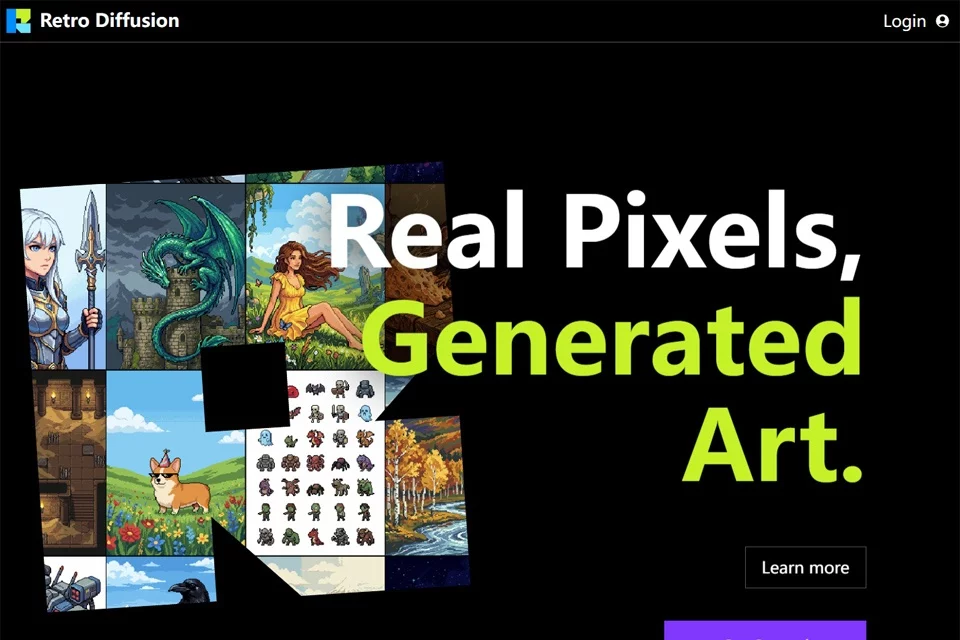 Retro Diffusion
Login
Real Pixels,
Generated
Art.
Learn more